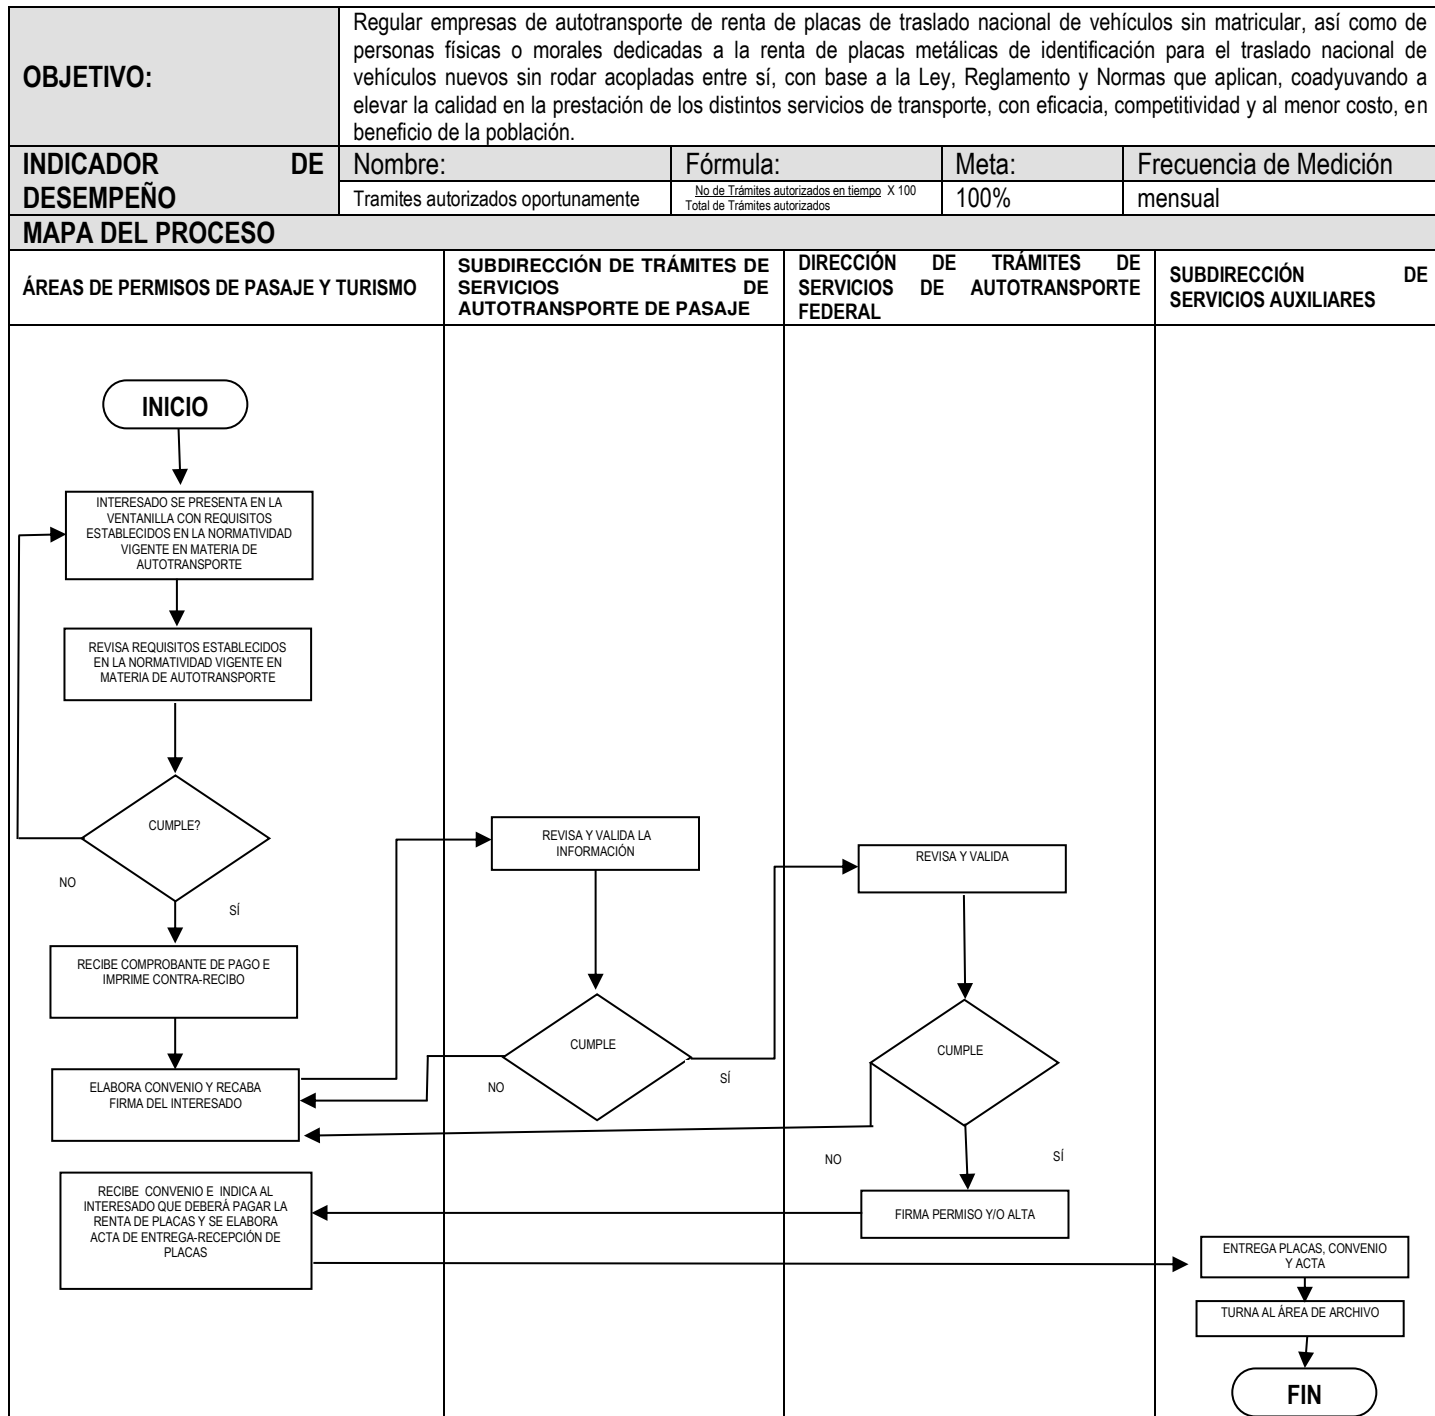 OBJETIVO:
Regular empresas de autotransporte de renta de placas de traslado nacional de vehículos sin matricular, así como de
personas físicas o morales dedicadas a la renta de placas metálicas de identificación para el traslado nacional de
vehículos nuevos sin rodar acopladas entre sí, con base a la Ley, Reglamento y Normas que aplican, coadyuvando a
elevar la calidad en la prestación de los distintos servicios de transporte, con eficacia, competitividad y al menor costo, en
beneficio de la población.
INDICADOR DE
DESEMPEÑO
Nombre:
Fórmula:
Meta:
Frecuencia de Medición
Tramites autorizados oportunamente
No de Trámites autorizados en tiempo X 100
Total de Trámites autorizados
100%
mensual
MAPA DEL PROCESO
ÁREAS DE PERMISOS DE PASAJE Y TURISMO
SUBDIRECCIÓN DE TRÁMITES DE
SERVICIOS DE
AUTOTRANSPORTE DE PASAJE
DIRECCIÓN DE TRÁMITES DE
SERVICIOS DE AUTOTRANSPORTE
FEDERAL
SUBDIRECCIÓN DE
SERVICIOS AUXILIARES
INICIO
INTERESADO SE PRESENTA EN LA
VENTANILLA CON REQUISITOS
ESTABLECIDOS EN LA NORMATIVIDAD
VIGENTE EN MATERIA DE
AUTOTRANSPORTE
REVISA REQUISITOS ESTABLECIDOS
EN LA NORMATIVIDAD VIGENTE EN
MATERIA DE AUTOTRANSPORTE
CUMPLE?
NO
SÍ
RECIBE COMPROBANTE DE PAGO E
IMPRIME CONTRA-RECIBO
ELABORA CONVENIO Y RECABA
FIRMA DEL INTERESADO
REVISA Y VALIDA LA
INFORMACIÓN
CUMPLE
NO
SÍ
REVISA Y VALIDA
CUMPLE
NO
SÍ
FIRMA PERMISO Y/O ALTA
RECIBE CONVENIO E INDICA AL
INTERESADO QUE DEBERÁ PAGAR LA
RENTA DE PLACAS Y SE ELABORA
ACTA DE ENTREGA-RECEPCIÓN DE
PLACAS
ENTREGA PLACAS, CONVENIO
Y ACTA
TURNA AL ÁREA DE ARCHIVO
FIN